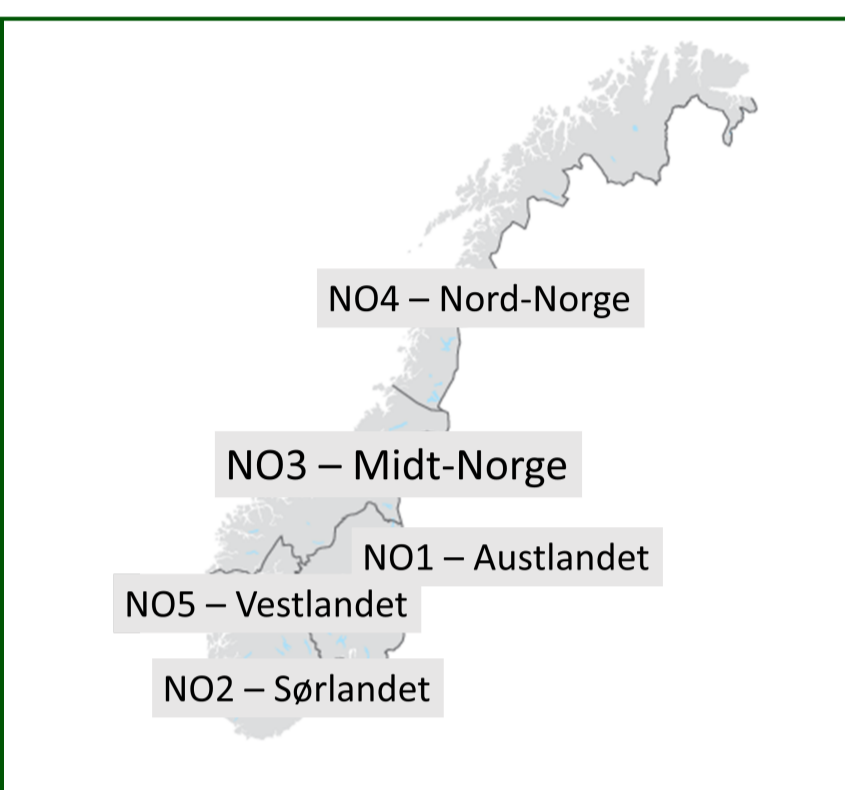 NO4 – Nord-Norge
NO3 – Midt-Norge
NO1 – Austlandet
NO5 – Vestlandet
NO2 – Sørlandet